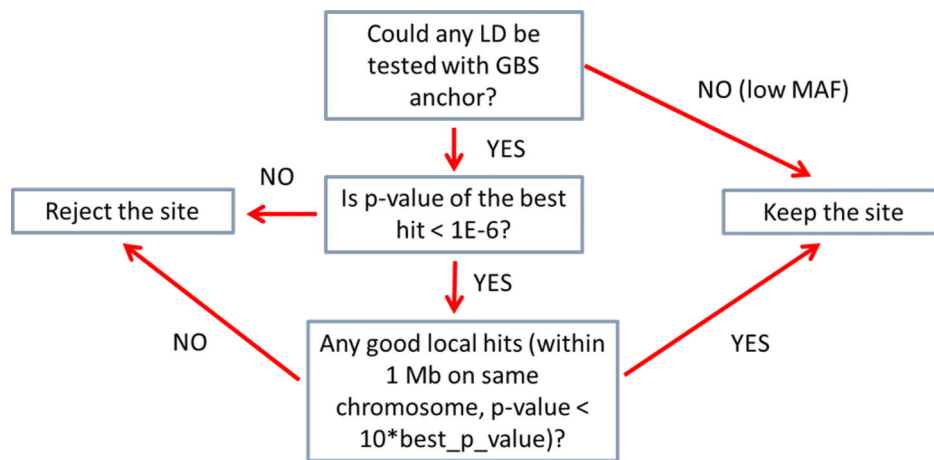 Could any LD be
tested with GBS
anchor?
NO (low MAF)
YES
NO
Reject the site
Is p-value of the best
hit < 1E-6?
Keep the site
YES
NO
Any good local hits (within
1 Mb on same
chromosome, p-value <
10*best_p_value)?
YES